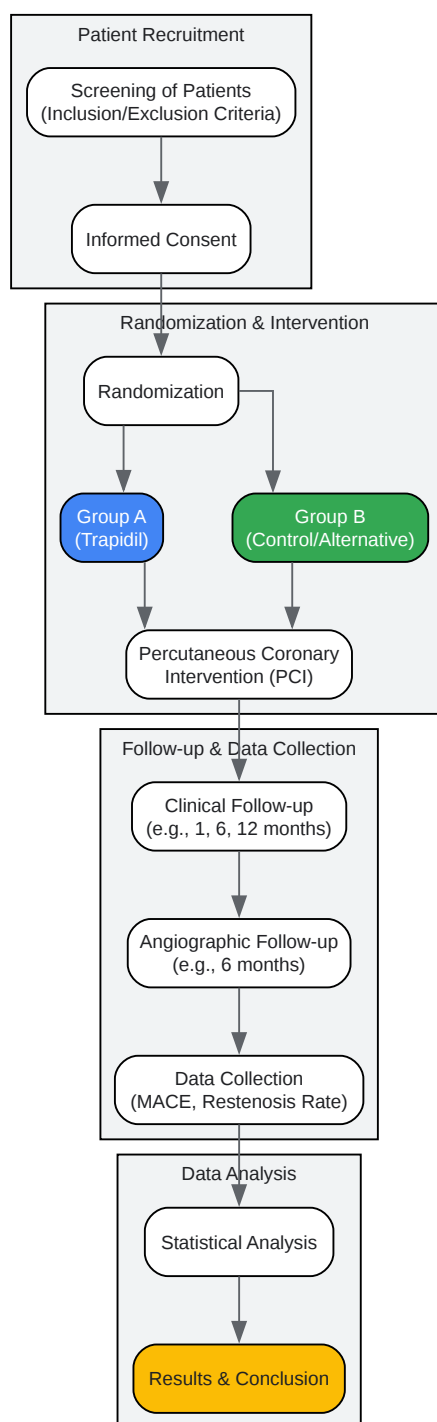 Patient Recruitment
Screening of Patients
(Inclusion/Exclusion Criteria)
Informed Consent
Randomization & Intervention
Randomization
Group A
(Trapidil)
Group B
(Control/Alternative)
Percutaneous Coronary
Intervention (PCI)
Follow-up & Data Collection
Clinical Follow-up
(e.g., 1, 6, 12 months)
Angiographic Follow-up
(e.g., 6 months)
Data Collection
(MACE, Restenosis Rate)
Data Analysis
Statistical Analysis
Results & Conclusion